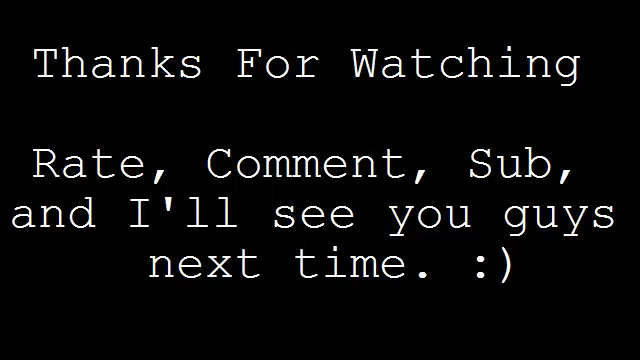 Thanks For Watching
Rate, Comment, Sub,
and I'll see you guys
next time. :)